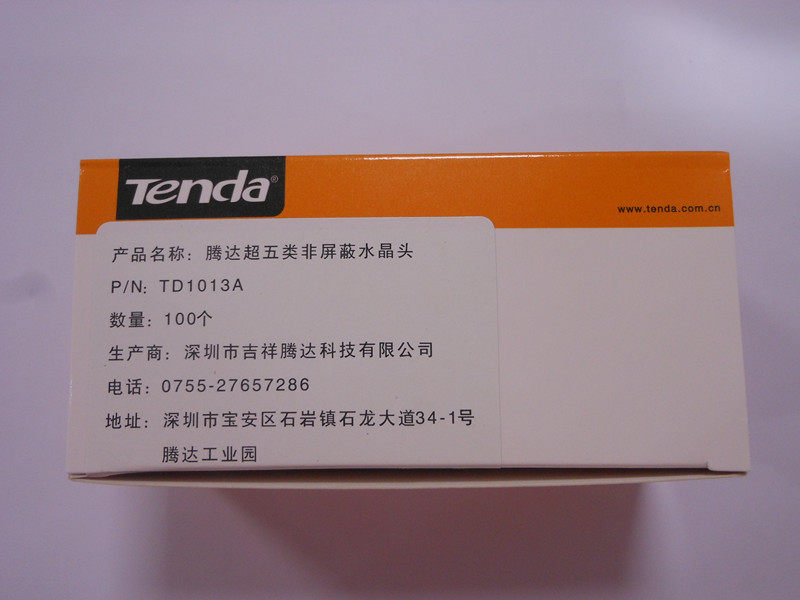 Tenda®
www.tenda.com.cn
产品名称：腾达超五类非屏蔽水晶头
P/N：TD1013A
数量：100个
生产商：深圳市吉祥腾达科技有限公司
电话：0755-27657286
地址：深圳市宝安区石岩镇石龙大道34-1号
腾达工业园